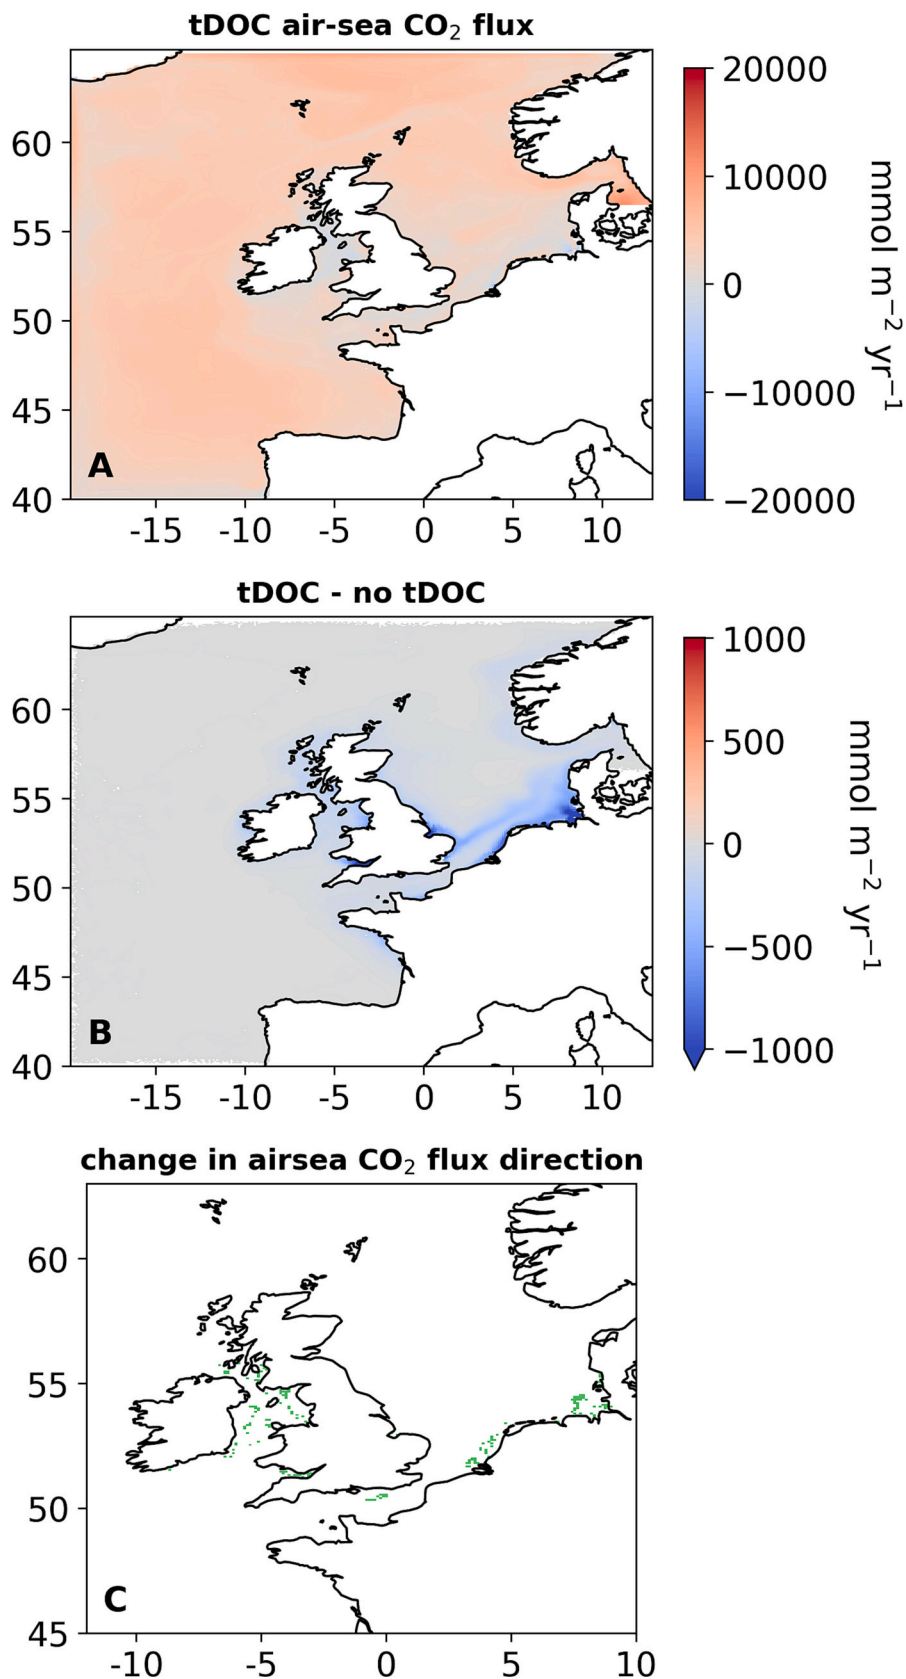 tDOC air-sea CO₂ flux
60
55
50
45
40
-15 -10 -5 0 5 10
A
20000
10000
0
−10000
−20000
mmol m⁻² yr⁻¹
tDOC - no tDOC
60
55
50
45
40
-15 -10 -5 0 5 10
B
1000
500
0
−500
−1000
mmol m⁻² yr⁻¹
change in airsea CO₂ flux direction
60
55
50
45
-10 -5 0 5 10
C